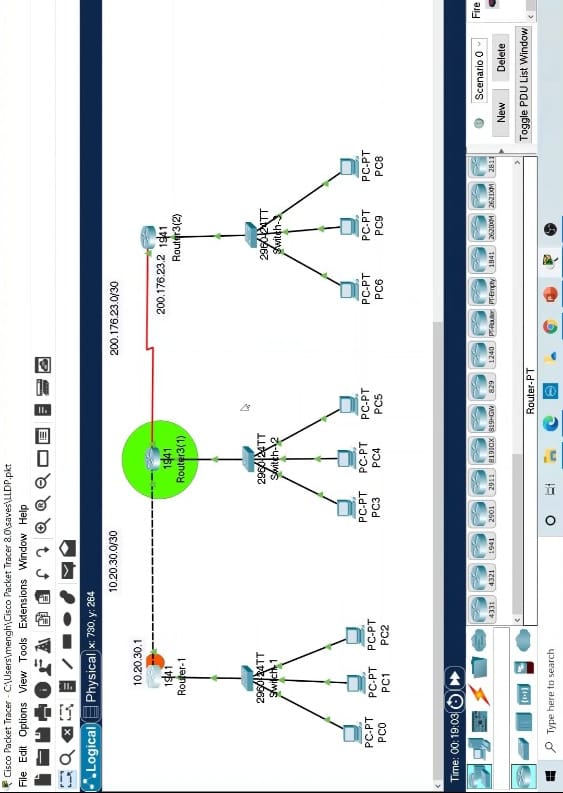 Cisco Packet Tracer - C:\Users\mengh\Cisco Packet Tracer 8.0\saves\LLDP.pkt
File Edit Options View Tools Extensions Window Help
Logical Physical x: 730, y: 264
10.20.30.0/30
200.176.23.0/30
10.20.30.1
200.176.23.2
1941
Router-1
1941
Router3(1)
1941
Router3(2)
2960-24TT
Switch-1
2960-24TT
Switch-2
2960-24TT
Switch-3
PC-PT
PC0
PC-PT
PC1
PC-PT
PC2
PC-PT
PC3
PC-PT
PC4
PC-PT
PC5
PC-PT
PC6
PC-PT
PC9
PC-PT
PC8
Time: 00:19:03
Scenario 0
Fire
New Delete
Toggle PDU List Window
4331 4321 1941 2901 2911 819IOX 819HGW 829 1240 PT-Router PT-Empty 1841 2620XM 2621XM 2811
Router-PT
Type here to search